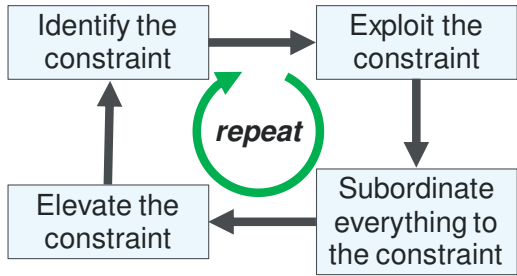 Identify the
constraint
Exploit the
constraint
repeat
Elevate the
constraint
Subordinate
everything to
the constraint